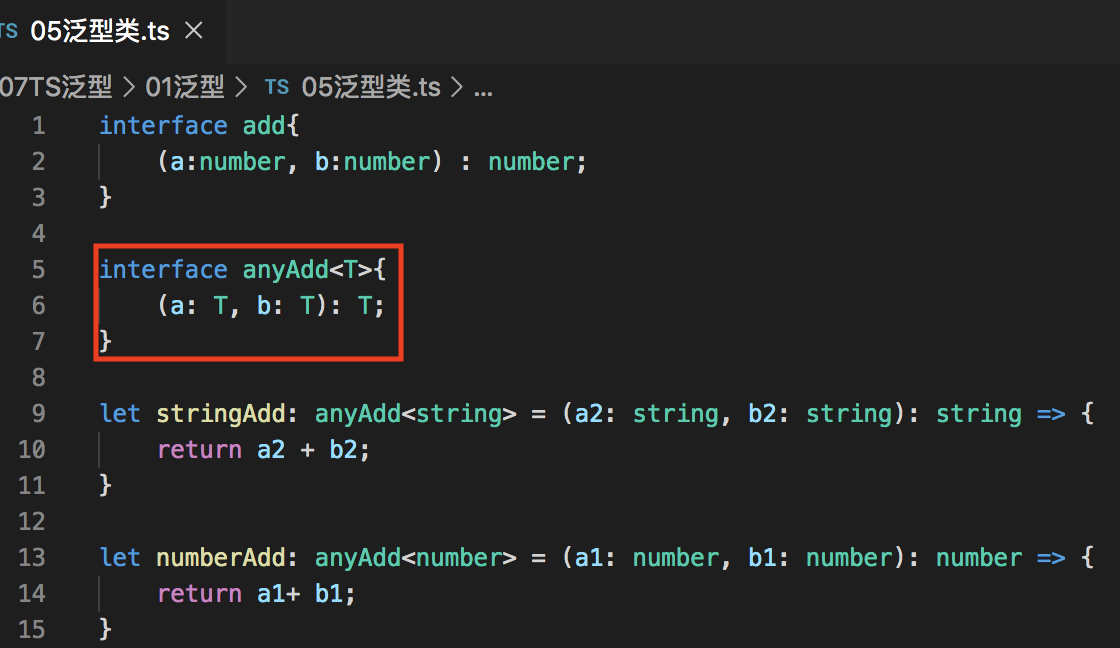 TS 05泛型类.ts ×
07TS泛型 > 01泛型 > TS 05泛型类.ts > ...
1 interface add{
2 (a:number, b:number) : number;
3 }
4
5 interface anyAdd<T>{
6 (a: T, b: T): T;
7 }
8
9 let stringAdd: anyAdd<string> = (a2: string, b2: string): string => {
10 return a2 + b2;
11 }
12
13 let numberAdd: anyAdd<number> = (a1: number, b1: number): number => {
14 return a1+ b1;
15 }